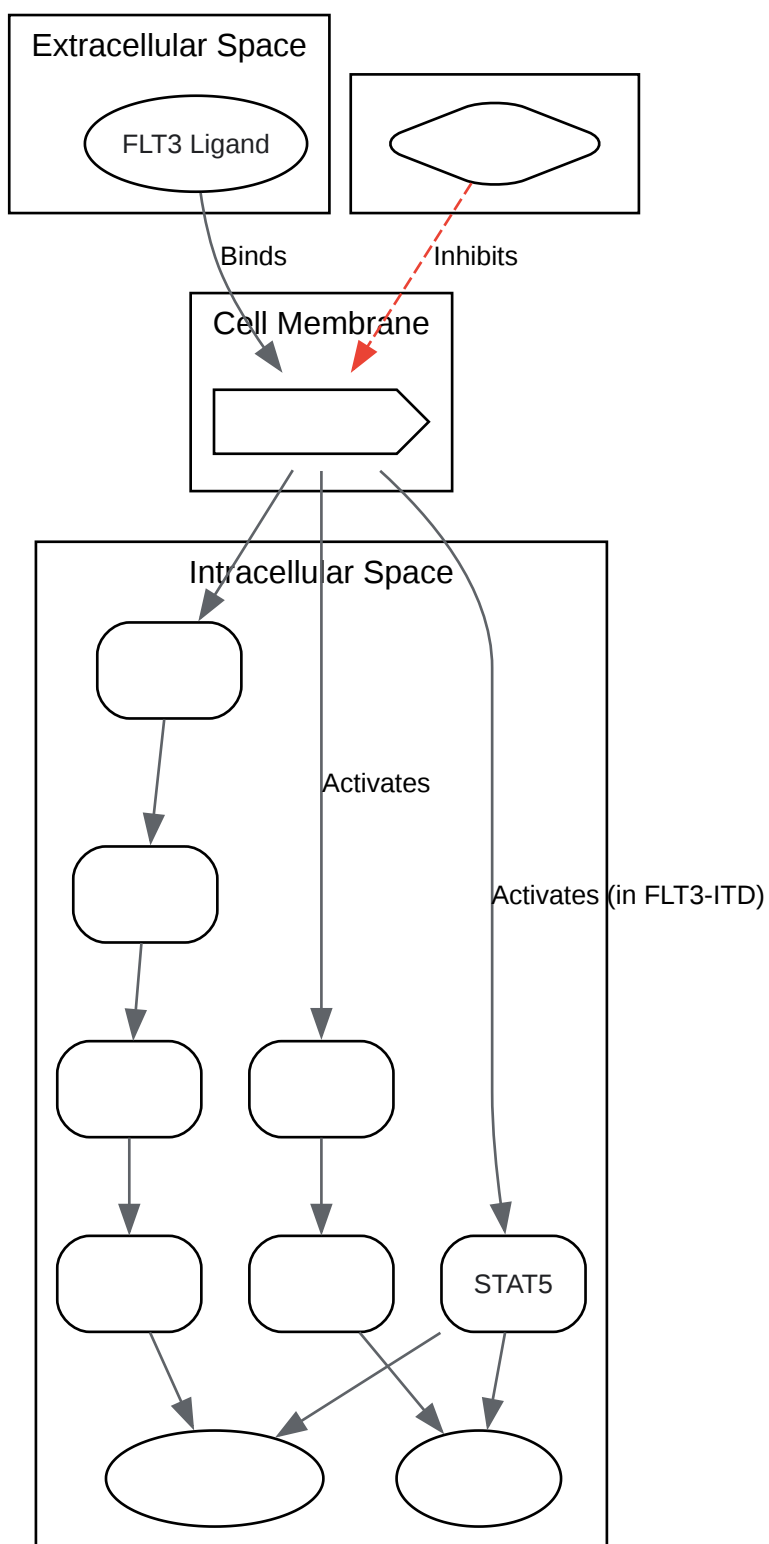 Extracellular Space
FLT3 Ligand
Binds
Inhibits
Cell Membrane
Intracellular Space
Activates
Activates (in FLT3-ITD)
STAT5